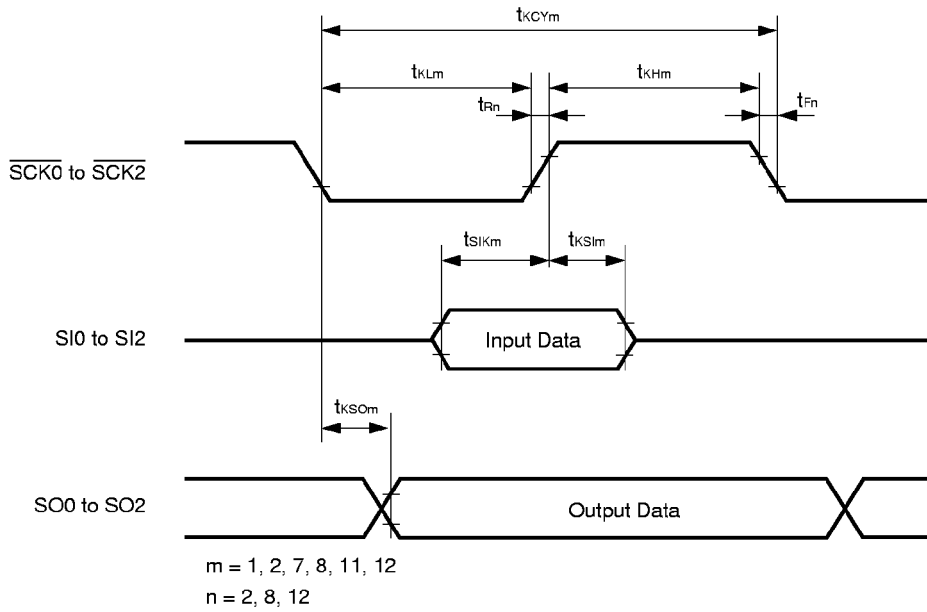 tKCYm
tKLm
tKHm
tRn
tFn
SCK0 to SCK2
tSIKm
tKSIm
SI0 to SI2
Input Data
tKSOm
SO0 to SO2
Output Data
m = 1, 2, 7, 8, 11, 12
n = 2, 8, 12